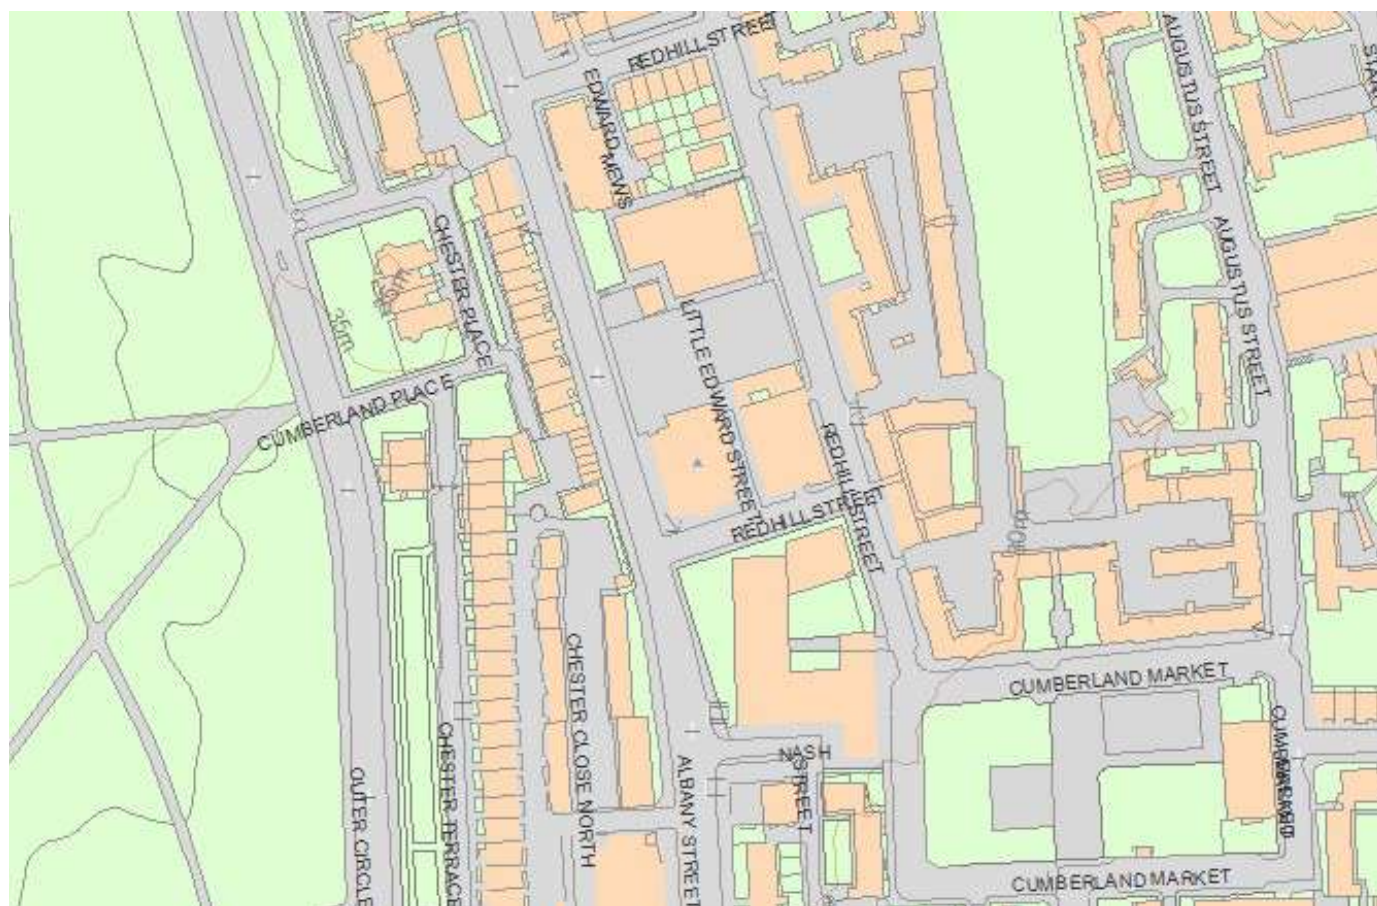 REDHILL STREET
AUGUSTUS STREET
EDWARD MEWS
CHESTER PLACE
AUGUSTUS STREET
35m
LITTLE EDWARD STREET
CUMBERLAND PLACE
REDHILL STREET
REDHILL STREET
CUMBERLAND MARKET
CHESTER CLOSE NORTH
CHESTER TERRACE
NASH STREET
ALBANY STREET
OUTER CIRCLE
CUMBERLAND MARKET